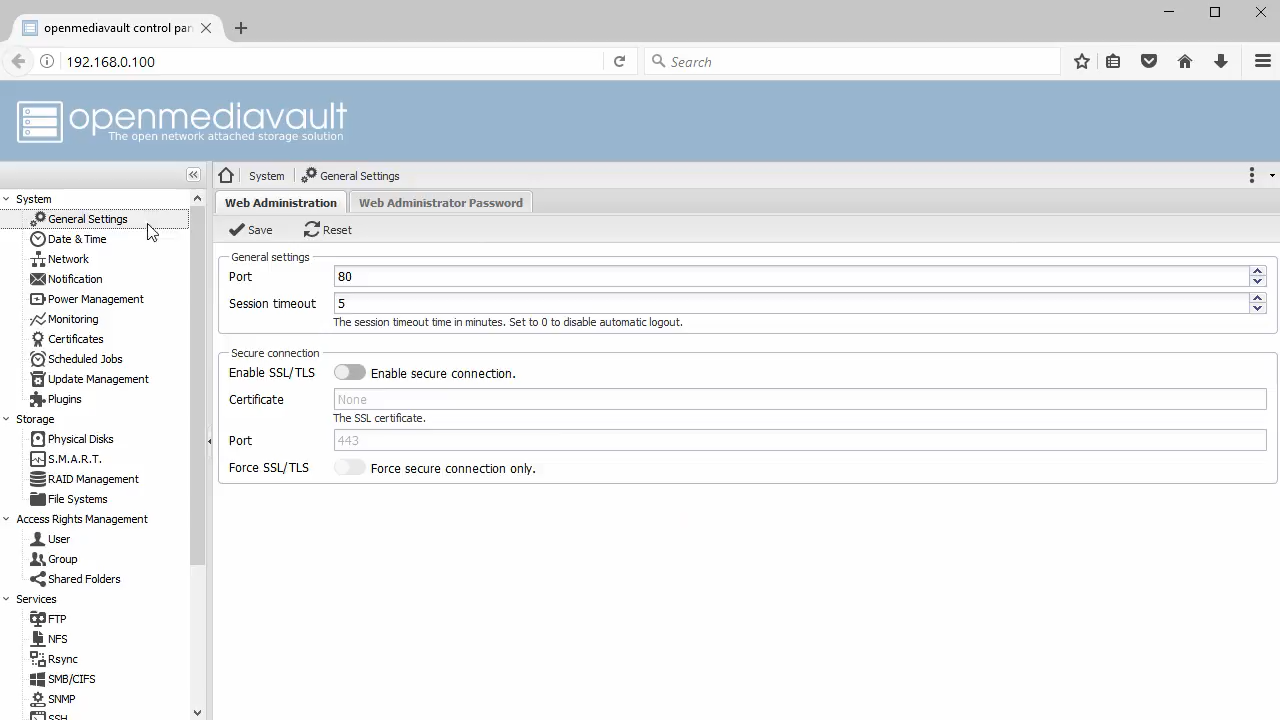 openmediavault control pan
192.168.0.100
Search
openmediavault
The open network attached storage solution
System
General Settings
Web Administration
Web Administrator Password
Save
Reset
System
General Settings
Date & Time
Network
Notification
Power Management
Monitoring
Certificates
Scheduled Jobs
Update Management
Plugins
Storage
Physical Disks
S.M.A.R.T.
RAID Management
File Systems
Access Rights Management
User
Group
Shared Folders
Services
FTP
NFS
Rsync
SMB/CIFS
SNMP
SSH
General settings
Port 80
Session timeout 5
The session timeout time in minutes. Set to 0 to disable automatic logout.
Secure connection
Enable SSL/TLS Enable secure connection.
Certificate None
The SSL certificate.
Port 443
Force SSL/TLS Force secure connection only.